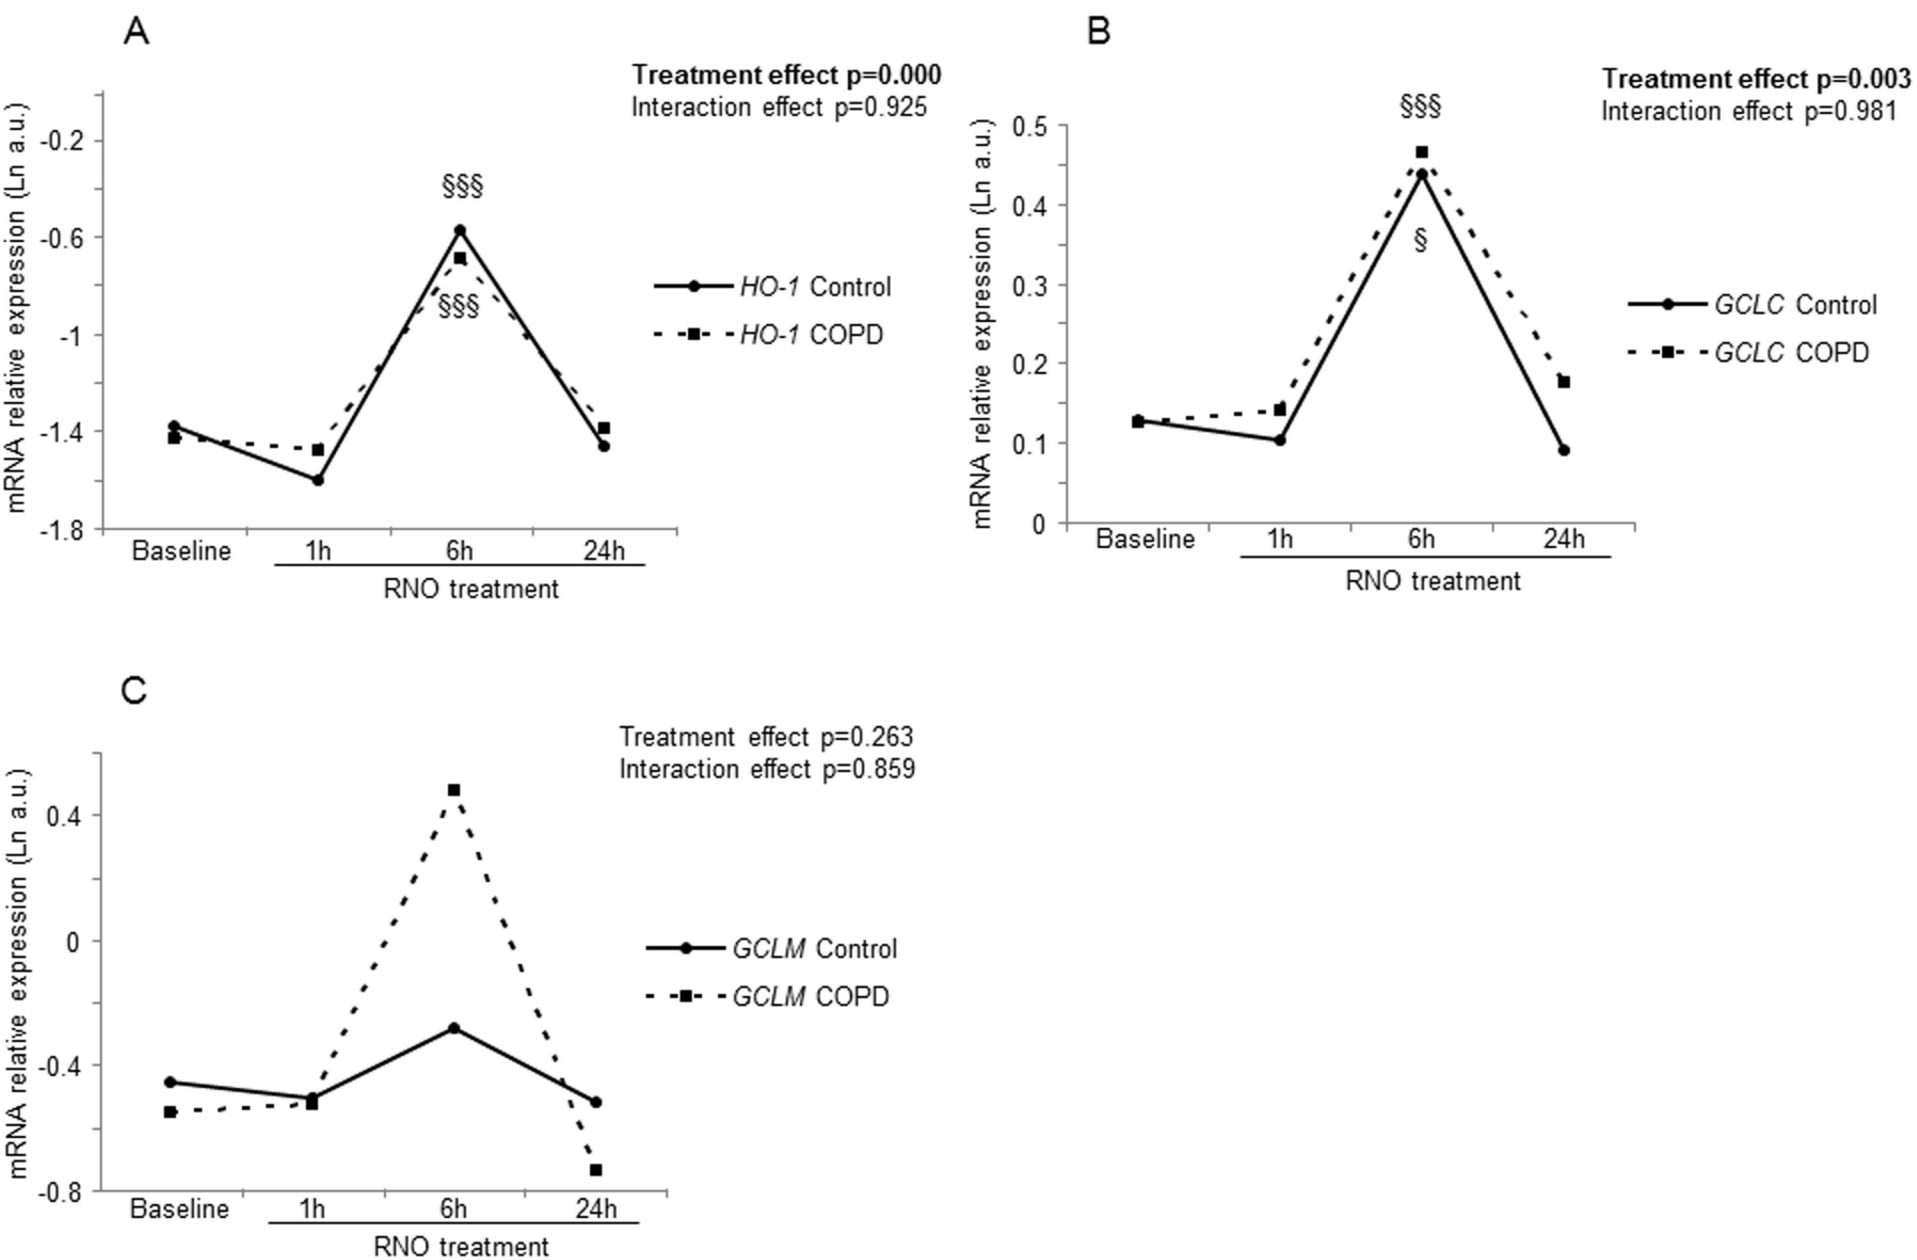 A
Treatment effect p=0.000
Interaction effect p=0.925
mRNA relative expression (Ln a.u.)
-0.2
-0.6
-1
-1.4
-1.8
§§§
§§§
HO-1 Control
HO-1 COPD
Baseline 1h 6h 24h
RNO treatment
B
Treatment effect p=0.003
Interaction effect p=0.981
mRNA relative expression (Ln a.u.)
0.5
0.4
0.3
0.2
0.1
0
§§§
§
GCLC Control
GCLC COPD
Baseline 1h 6h 24h
RNO treatment
C
Treatment effect p=0.263
Interaction effect p=0.859
mRNA relative expression (Ln a.u.)
0.4
0
-0.4
-0.8
GCLM Control
GCLM COPD
Baseline 1h 6h 24h
RNO treatment